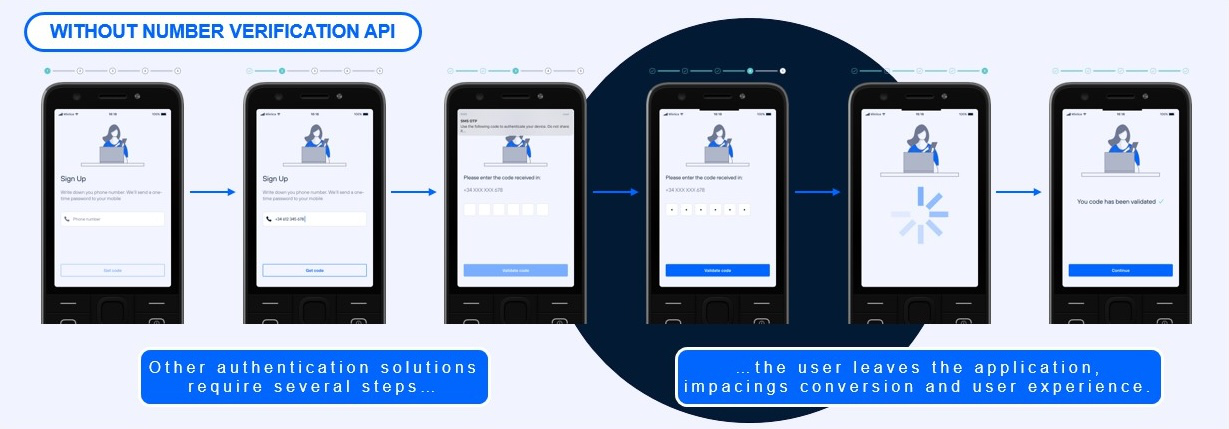 WITHOUT NUMBER VERIFICATION API
Sign Up
Write down you phone number. We'll send a one-
time password to your mobile
Phone number
Get code
Sign Up
Write down you phone number. We'll send a one-
time password to your mobile
+34 612 345 678
Get code
SMS OTP
Use the following code to authenticate your device. Do not share
Please enter the code received in:
+34 XXX XXX 678
Validate code
Please enter the code received in:
+34 XXX XXX 678
Validate code
You code has been validated ✓
Continue
Other authentication solutions
require several steps…
…the user leaves the application,
impacings conversion and user experience.